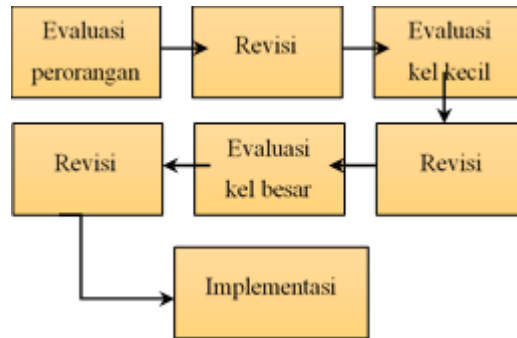 Evaluasi
perorangan
Revisi
Evaluasi
kel kecil
Revisi
Evaluasi
kel besar
Revisi
Implementasi